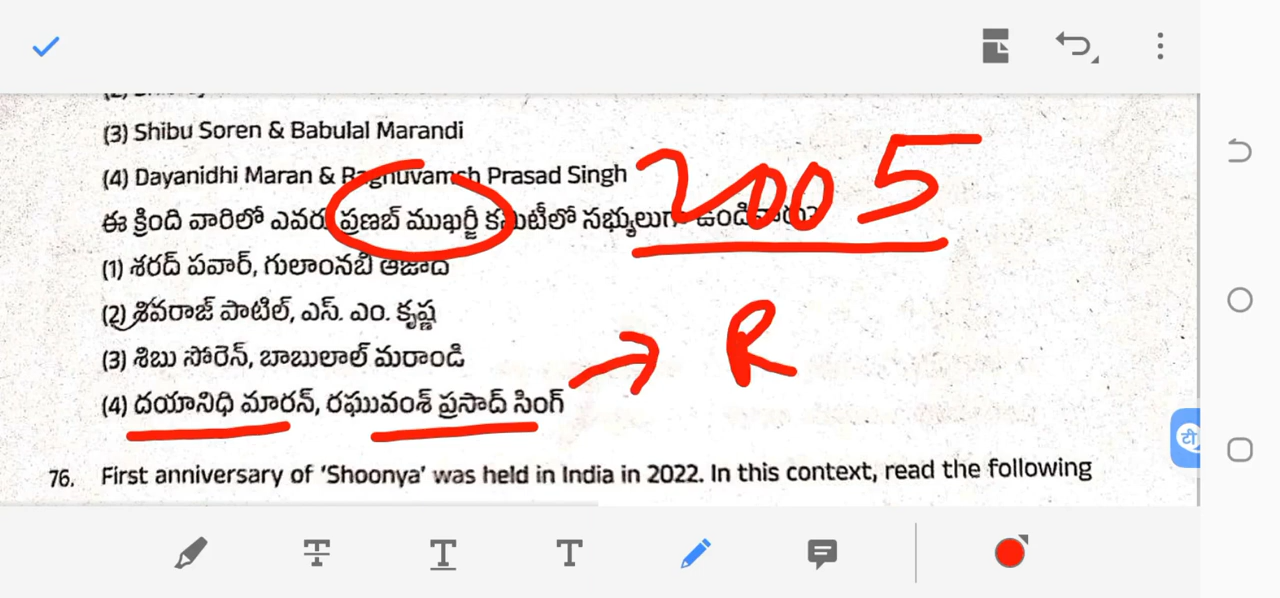 (3) Shibu Soren & Babulal Marandi
(4) Dayanidhi Maran & Raghuvamsh Prasad Singh
2005
ఈ క్రింది వారిలో ఎవరు ప్రణబ్ ముఖర్జీ కమిటీలో సభ్యులుగా ఉండినారు?
(1) శరద్ పవార్, గులాంనబీ ఆజాద్
(2) శివరాజ్ పాటిల్, ఎస్. ఎం. కృష్ణ
(3) శిబు సోరెన్, బాబులాల్ మరాండి
R
(4) దయానిధి మారన్, రఘువంశ్ ప్రసాద్ సింగ్
टी
76. First anniversary of ‘Shoonya’ was held in India in 2022. In this context, read the following
T T T